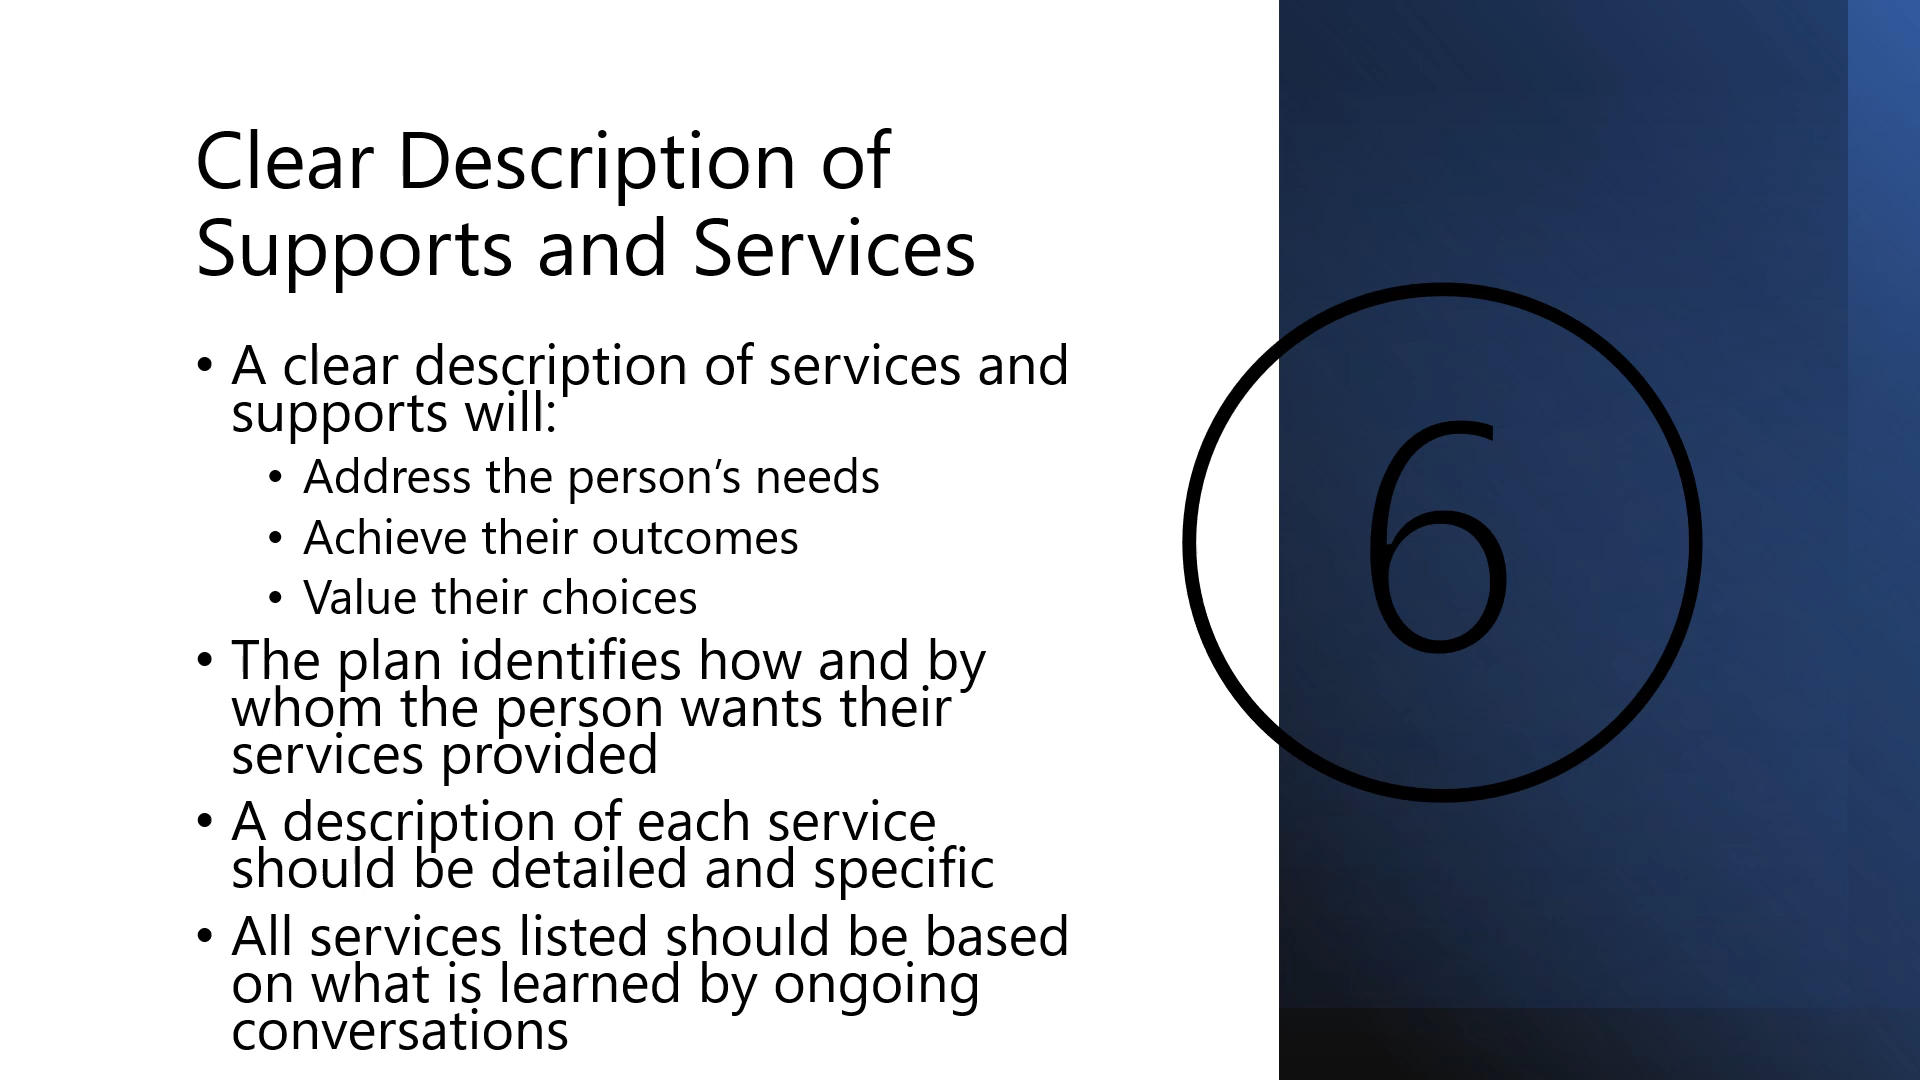 Clear Description of
Supports and Services
• A clear description of services and
supports will:
• Address the person’s needs
• Achieve their outcomes
• Value their choices
• The plan identifies how and by
whom the person wants their
services provided
• A description of each service
should be detailed and specific
• All services listed should be based
on what is learned by ongoing
conversations
6